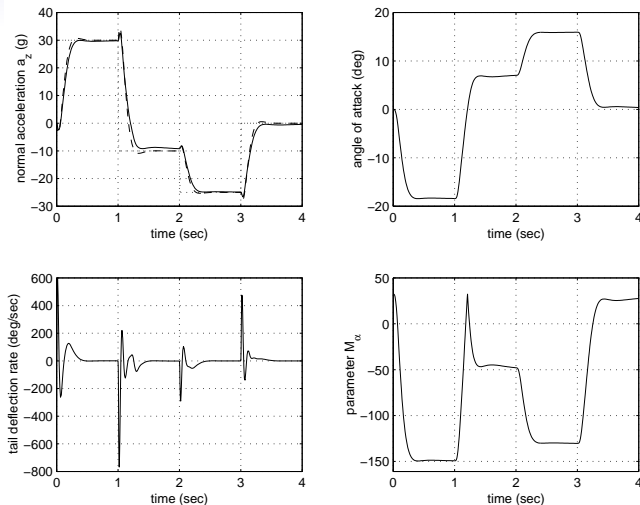 normal acceleration a_z (g)
40
30
20
10
0
−10
−20
−30
0 1 2 3 4
time (sec)
angle of attack (deg)
20
10
0
−10
−20
0 1 2 3 4
time (sec)
tail deflection rate (deg/sec)
600
400
200
0
−200
−400
−600
−800
0 1 2 3 4
time (sec)
parameter M_α
50
0
−50
−100
−150
0 1 2 3 4
time (sec)